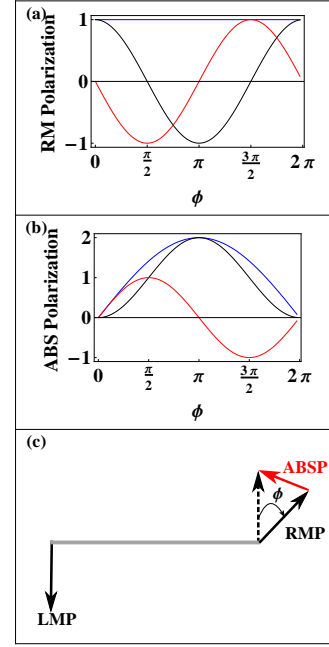 (a)
RM Polarization
1
0
−1
0 π/2 π 3π/2 2π
ϕ
(b)
ABS Polarization
2
1
0
−1
0 π/2 π 3π/2 2π
ϕ
(c)
ABSP
ϕ
RMP
LMP